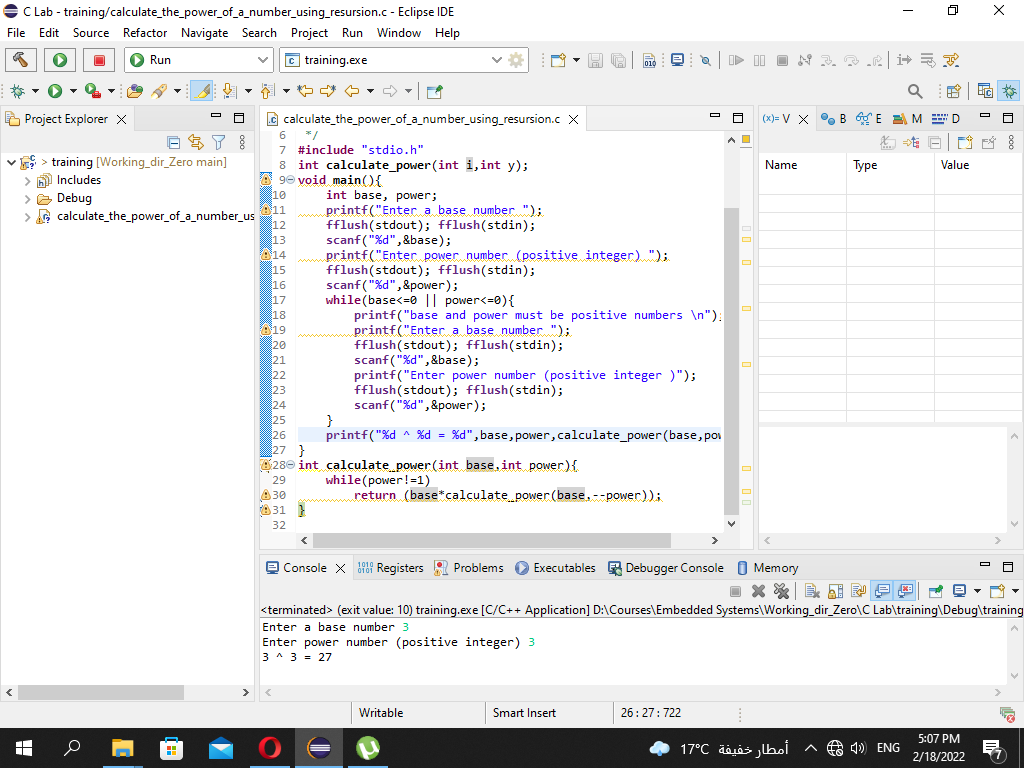 C Lab - training/calculate_the_power_of_a_number_using_resursion.c - Eclipse IDE
File Edit Source Refactor Navigate Search Project Run Window Help
Run
training.exe
Project Explorer
> training [Working_dir_Zero main]
Includes
Debug
calculate_the_power_of_a_number_us
calculate_the_power_of_a_number_using_resursion.c
6 */
7 #include "stdio.h"
8 int calculate_power(int i,int y);
9 void main(){
10 int base, power;
11 printf("Enter a base number ");
12 fflush(stdout); fflush(stdin);
13 scanf("%d",&base);
14 printf("Enter power number (positive integer) ");
15 fflush(stdout); fflush(stdin);
16 scanf("%d",&power);
17 while(base<=0 || power<=0){
18 printf("base and power must be positive numbers \n");
19 printf("Enter a base number ");
20 fflush(stdout); fflush(stdin);
21 scanf("%d",&base);
22 printf("Enter power number (positive integer )");
23 fflush(stdout); fflush(stdin);
24 scanf("%d",&power);
25 }
26 printf("%d ^ %d = %d",base,power,calculate_power(base,pow
27 }
28 int calculate_power(int base,int power){
29 while(power!=1)
30 return (base*calculate_power(base,--power));
31 }
32
(x)= V B E M D
Name Type Value
Console Registers Problems Executables Debugger Console Memory
<terminated> (exit value: 10) training.exe [C/C++ Application] D:\Courses\Embedded Systems\Working_dir_Zero\C Lab\training\Debug\training
Enter a base number 3
Enter power number (positive integer) 3
3 ^ 3 = 27
Writable Smart Insert 26 : 27 : 722
17°C أمطار خفيفة ENG
5:07 PM
2/18/2022
7